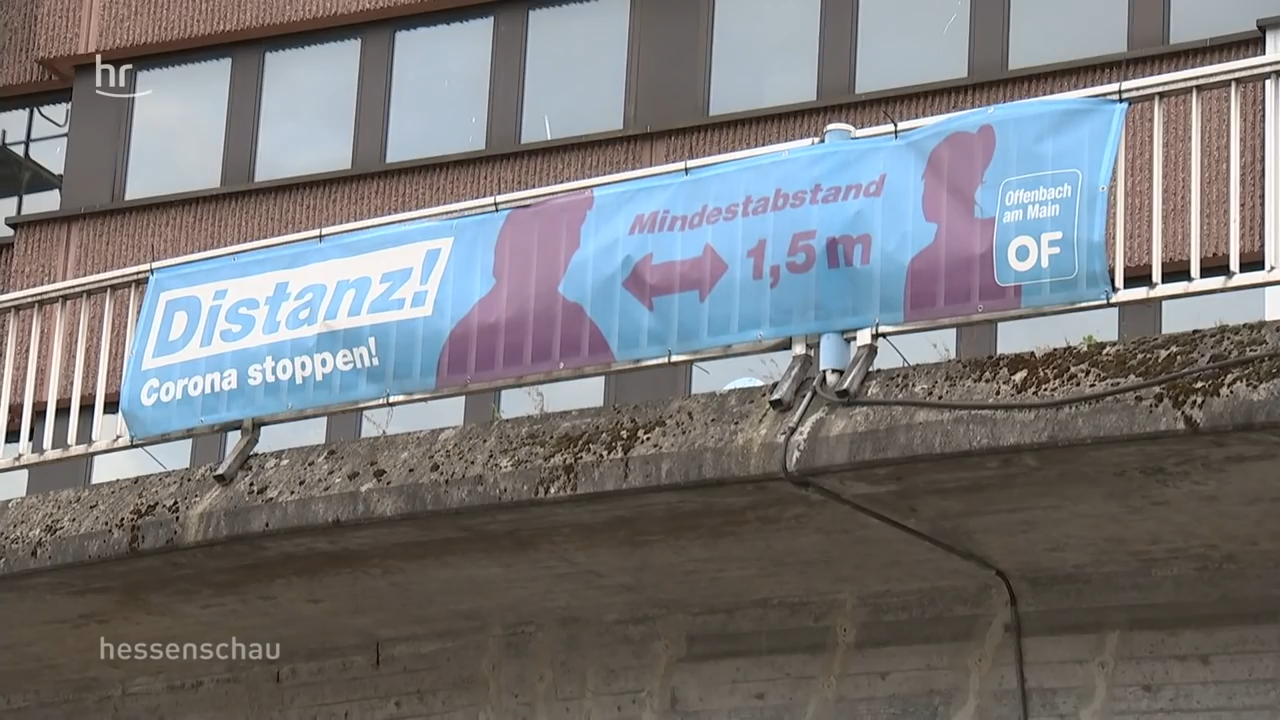 hr
Distanz!
Corona stoppen!
Mindestabstand
1,5 m
Offenbach
am Main
OF
hessenschau